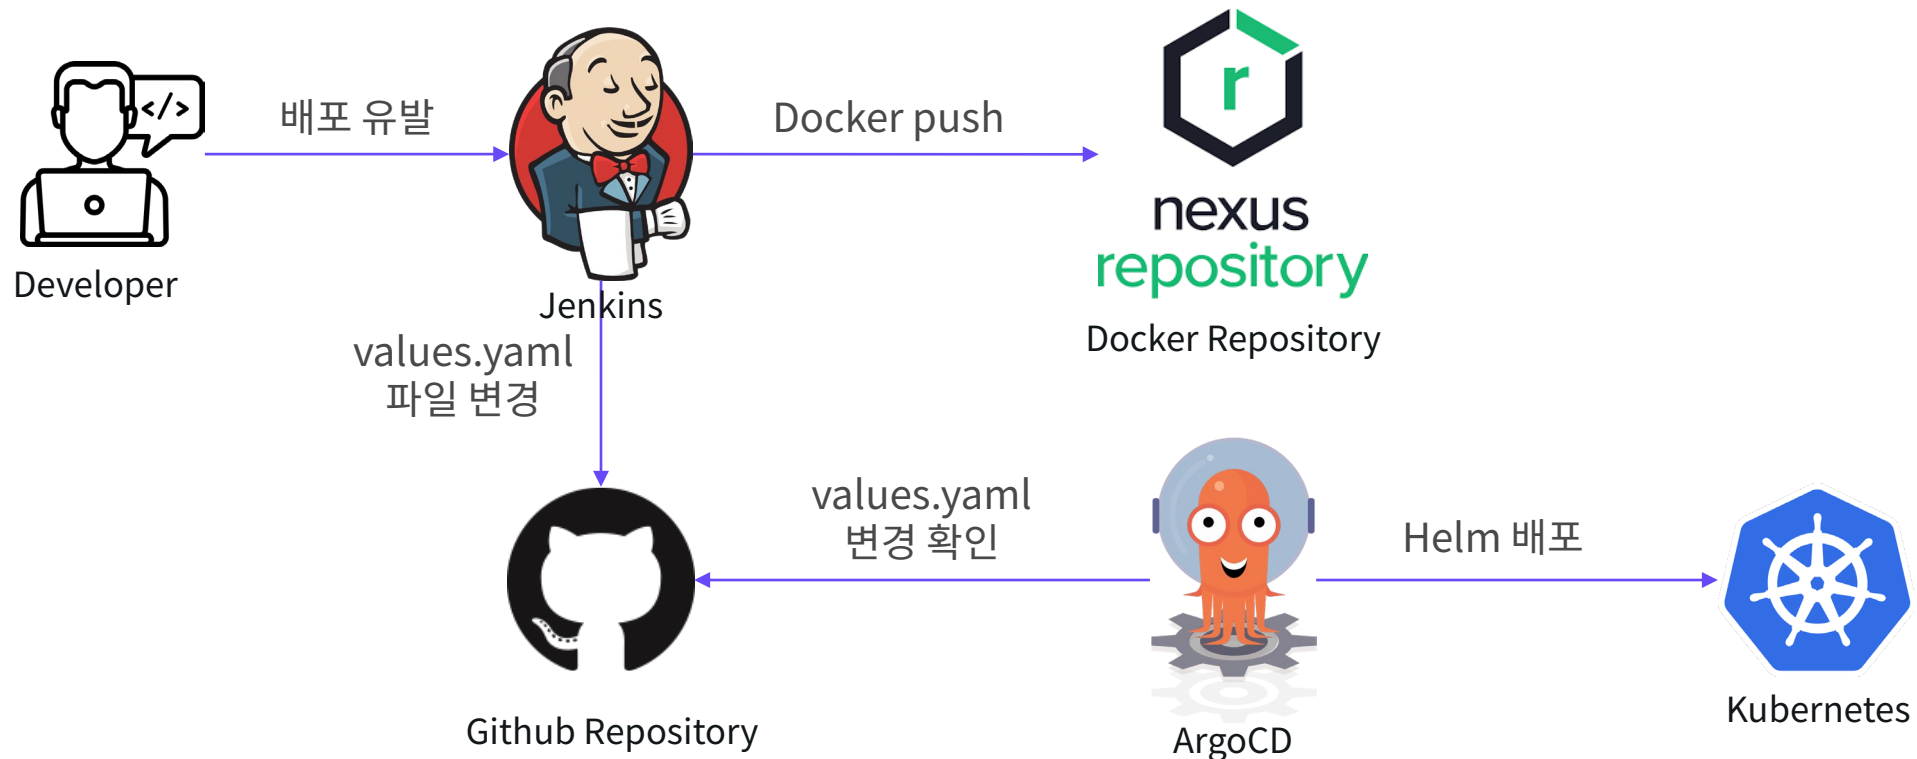 </>
배포 유발
Docker push
r
nexus
repository
Developer
Jenkins
Docker Repository
values.yaml
파일 변경
values.yaml
변경 확인
Helm 배포
Github Repository
ArgoCD
Kubernetes